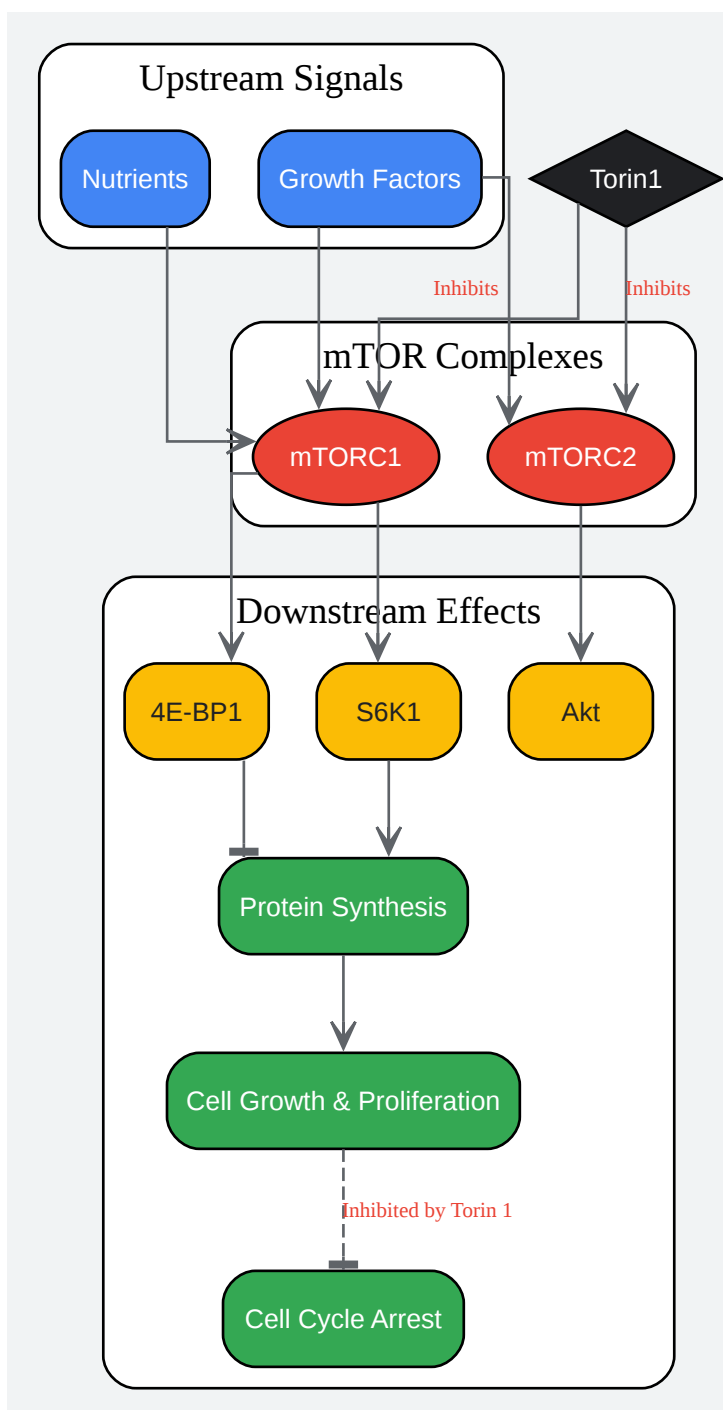 Upstream Signals
Nutrients
Growth Factors
Torin1
Inhibits
Inhibits
mTOR Complexes
mTORC1
mTORC2
Downstream Effects
4E-BP1
S6K1
Akt
Protein Synthesis
Cell Growth & Proliferation
Inhibited by Torin 1
Cell Cycle Arrest